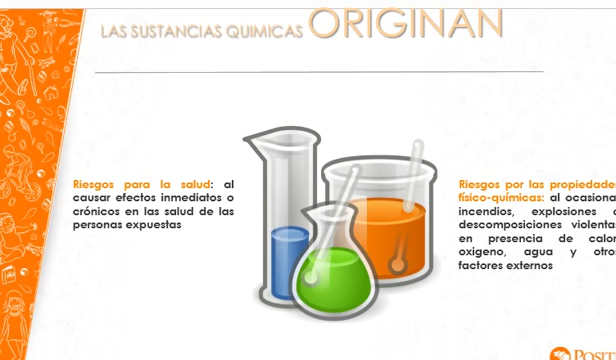 LAS SUSTANCIAS QUIMICAS ORIGINAN
Riesgos para la salud: al
causar efectos inmediatos o
crónicos en las salud de las
personas expuestas
Riesgos por las propiedade
físico-químicas: al ocasiona
incendios, explosiones
descomposiciones violenta
en presencia de calor
oxigeno, agua y otro
factores externos
POSIT